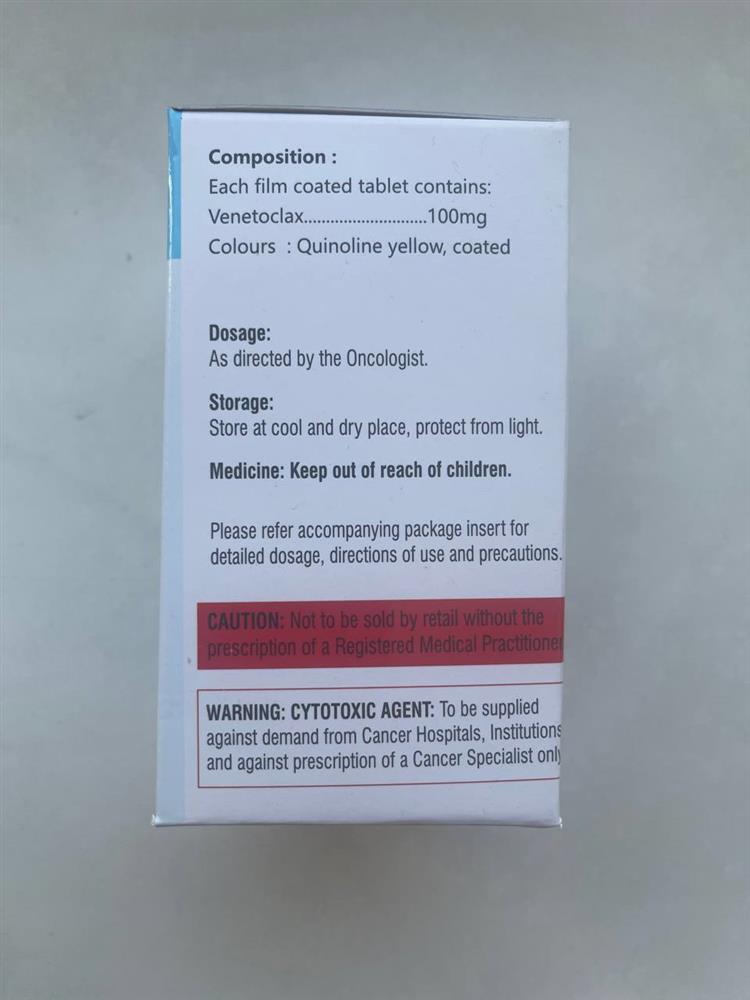 Composition :
Each film coated tablet contains:
Venetoclax............................100mg
Colours : Quinoline yellow, coated
Dosage:
As directed by the Oncologist.
Storage:
Store at cool and dry place, protect from light.
Medicine: Keep out of reach of children.
Please refer accompanying package insert for
detailed dosage, directions of use and precautions.
CAUTION: Not to be sold by retail without the
prescription of a Registered Medical Practitioner
WARNING: CYTOTOXIC AGENT: To be supplied
against demand from Cancer Hospitals, Institutions
and against prescription of a Cancer Specialist only